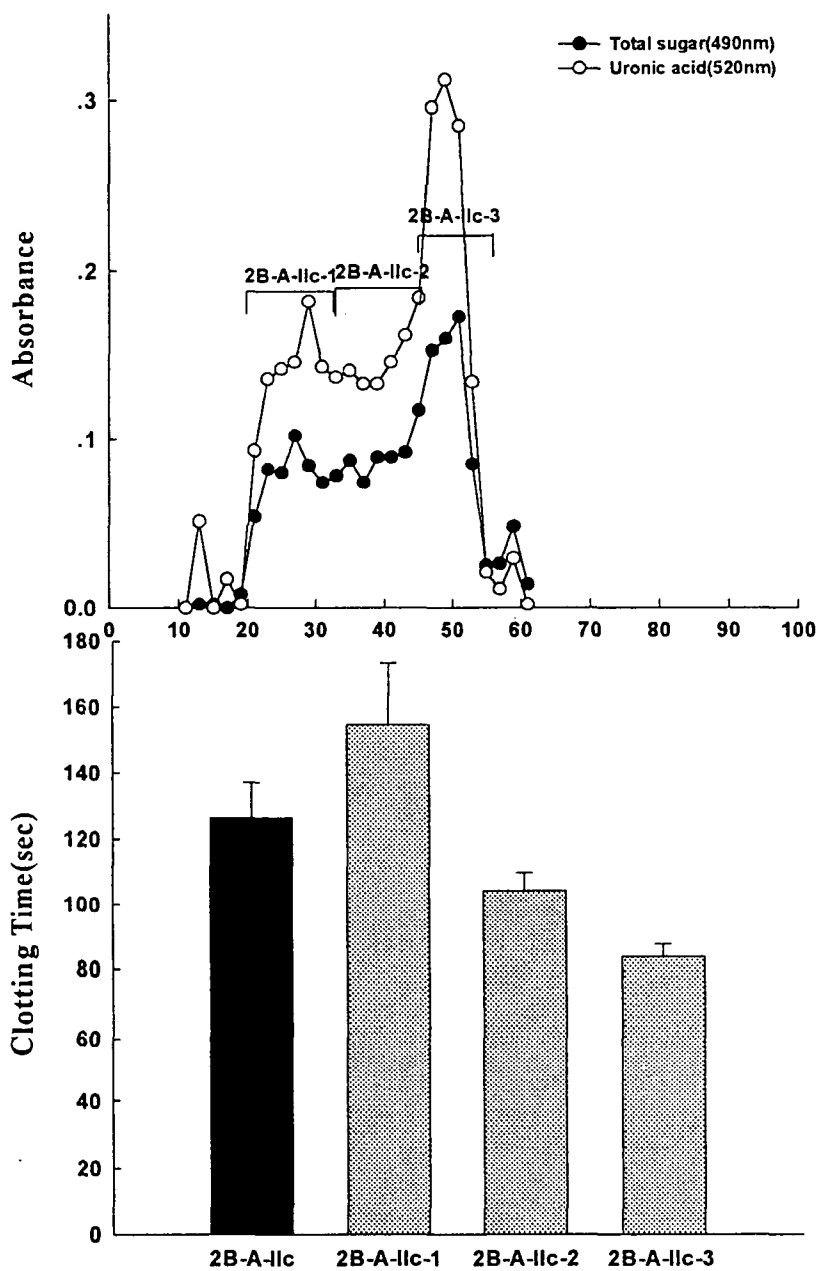 Total sugar(490nm)
Uronic acid(520nm)
Absorbance
.3
.2
.1
0.0
2B-A-IIc-1
2B-A-IIc-2
2B-A-IIc-3
0 10 20 30 40 50 60 70 80 90 100
Clotting Time(sec)
180
160
140
120
100
80
60
40
20
0
2B-A-IIc 2B-A-IIc-1 2B-A-IIc-2 2B-A-IIc-3